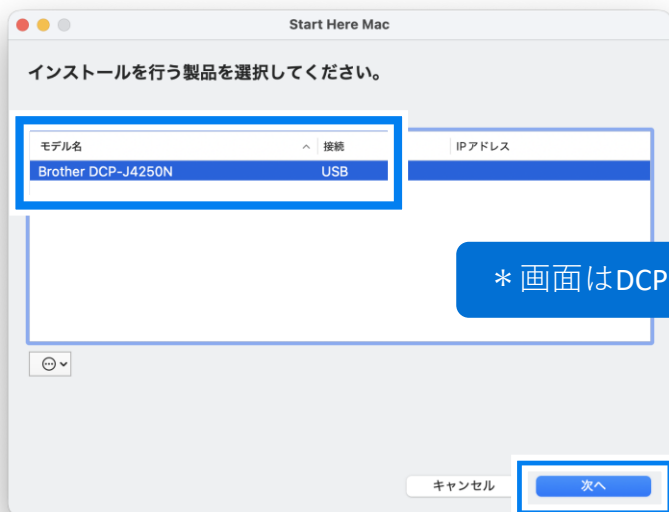 Start Here Mac
インストールを行う製品を選択してください。
モデル名 接続 IPアドレス
Brother DCP-J4250N USB
＊画面はDCP
キャンセル 次へ